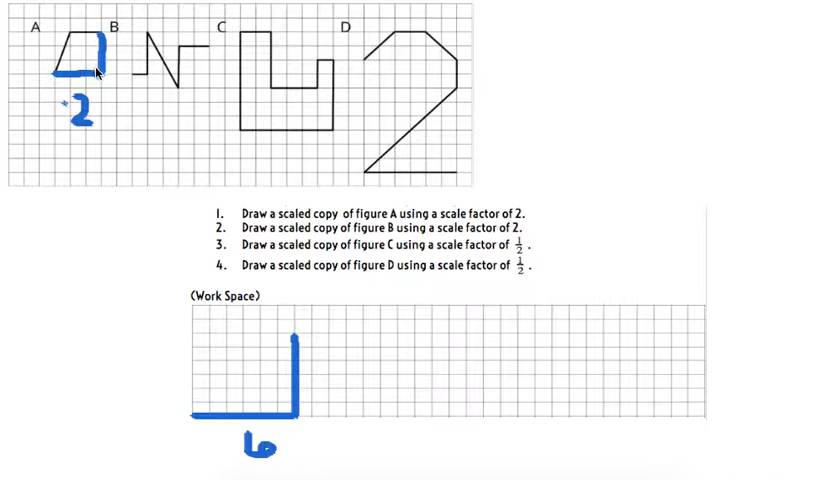 A B C D
2
1. Draw a scaled copy of figure A using a scale factor of 2.
2. Draw a scaled copy of figure B using a scale factor of 2.
3. Draw a scaled copy of figure C using a scale factor of 1/2 .
4. Draw a scaled copy of figure D using a scale factor of 1/2 .
(Work Space)
6